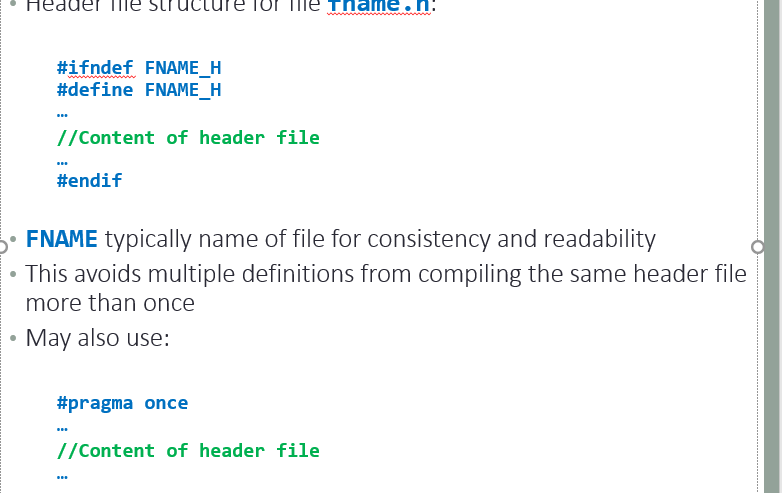 • Header file structure for file fname.h:
#ifndef FNAME_H
#define FNAME_H
…
//Content of header file
…
#endif
• FNAME typically name of file for consistency and readability
• This avoids multiple definitions from compiling the same header file
more than once
• May also use:
#pragma once
…
//Content of header file
…